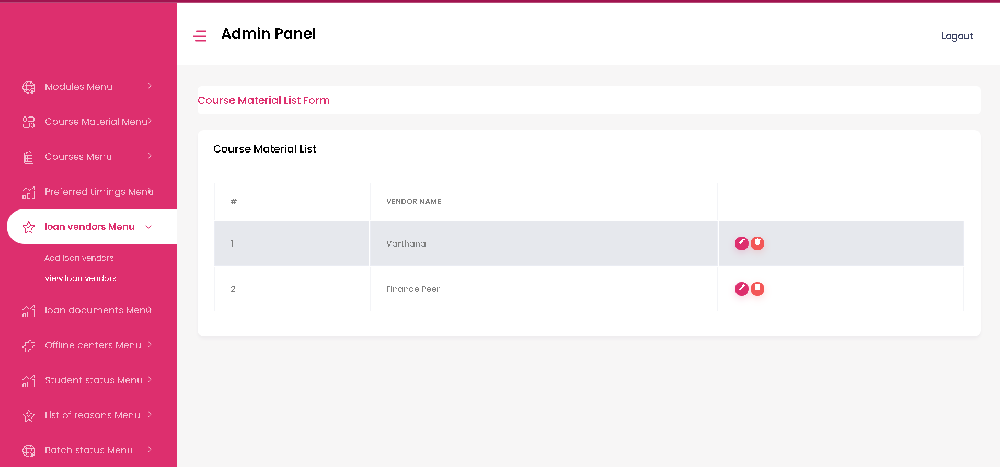 Admin Panel
Logout
Modules Menu
Course Material Menu
Courses Menu
Preferred timings Menu
loan vendors Menu
Add loan vendors
View loan vendors
loan documents Menu
Offline centers Menu
Student status Menu
List of reasons Menu
Batch status Menu
Course Material List Form
Course Material List
# VENDOR NAME
1 Varthana
2 Finance Peer